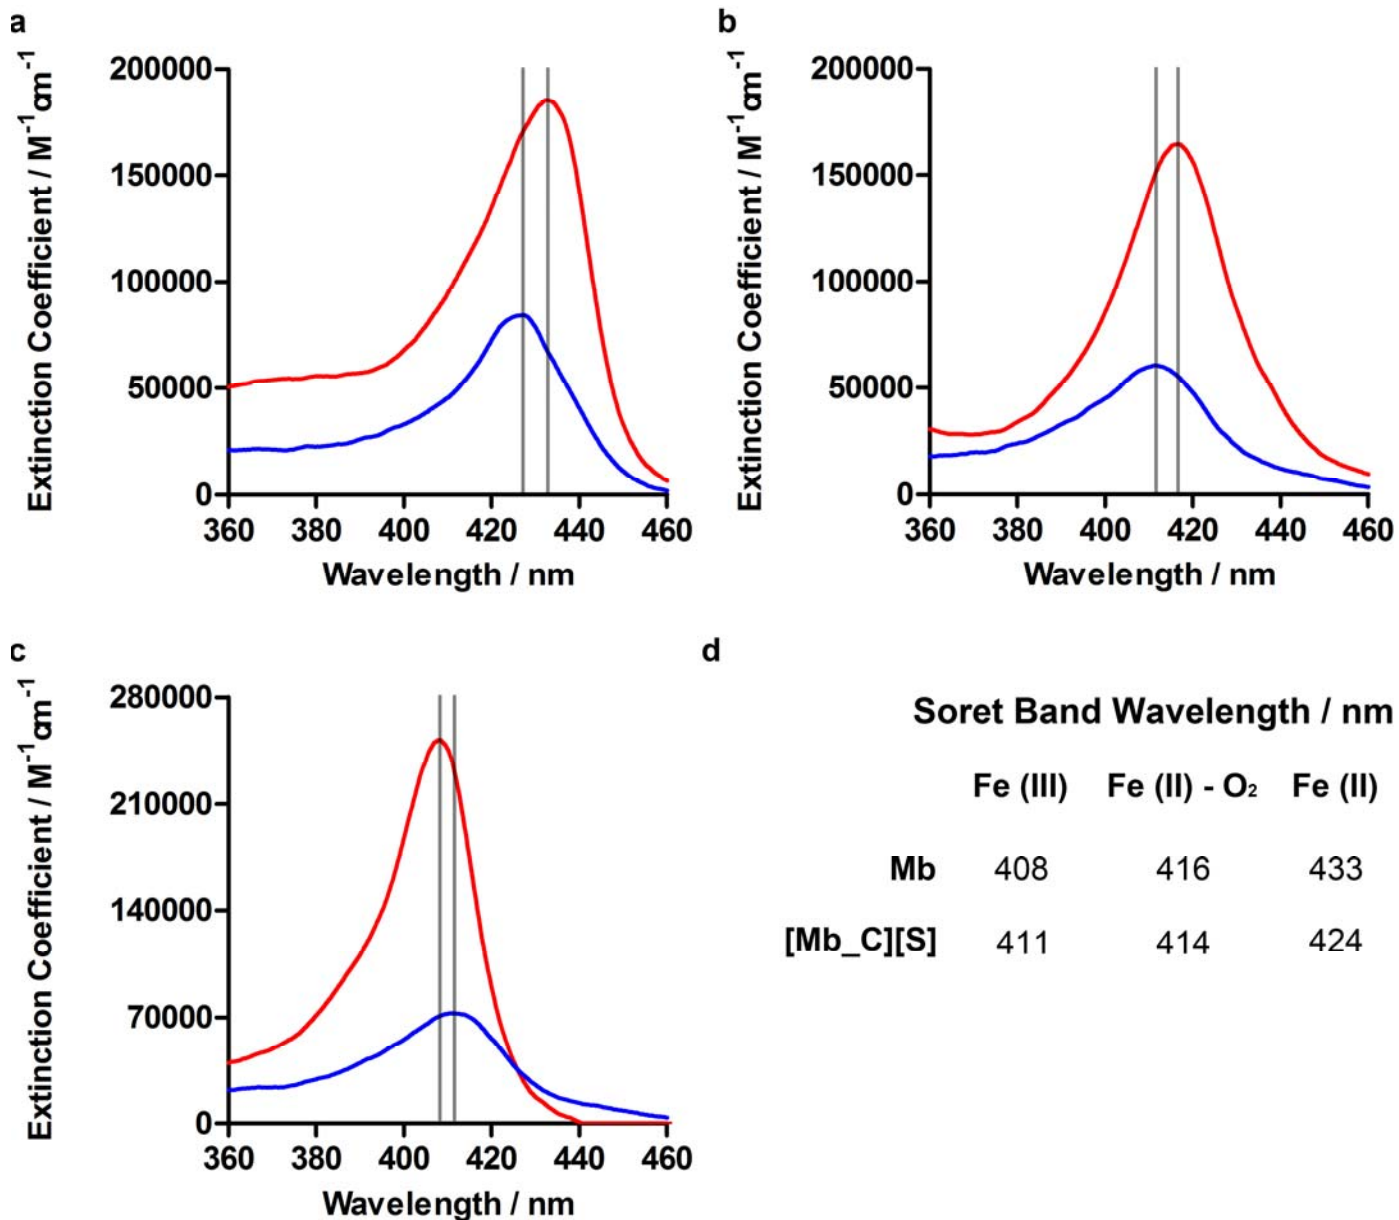 a
200000
150000
100000
50000
0
360 380 400 420 440 460
Wavelength / nm
Extinction Coefficient / M⁻¹cm⁻¹
b
200000
150000
100000
50000
0
360 380 400 420 440 460
Wavelength / nm
Extinction Coefficient / M⁻¹cm⁻¹
c
280000
210000
140000
70000
0
360 380 400 420 440 460
Wavelength / nm
Extinction Coefficient / M⁻¹cm⁻¹
d
Soret Band Wavelength / nm
Fe (III) Fe (II) - O₂ Fe (II)
Mb 408 416 433
[Mb_C][S] 411 414 424